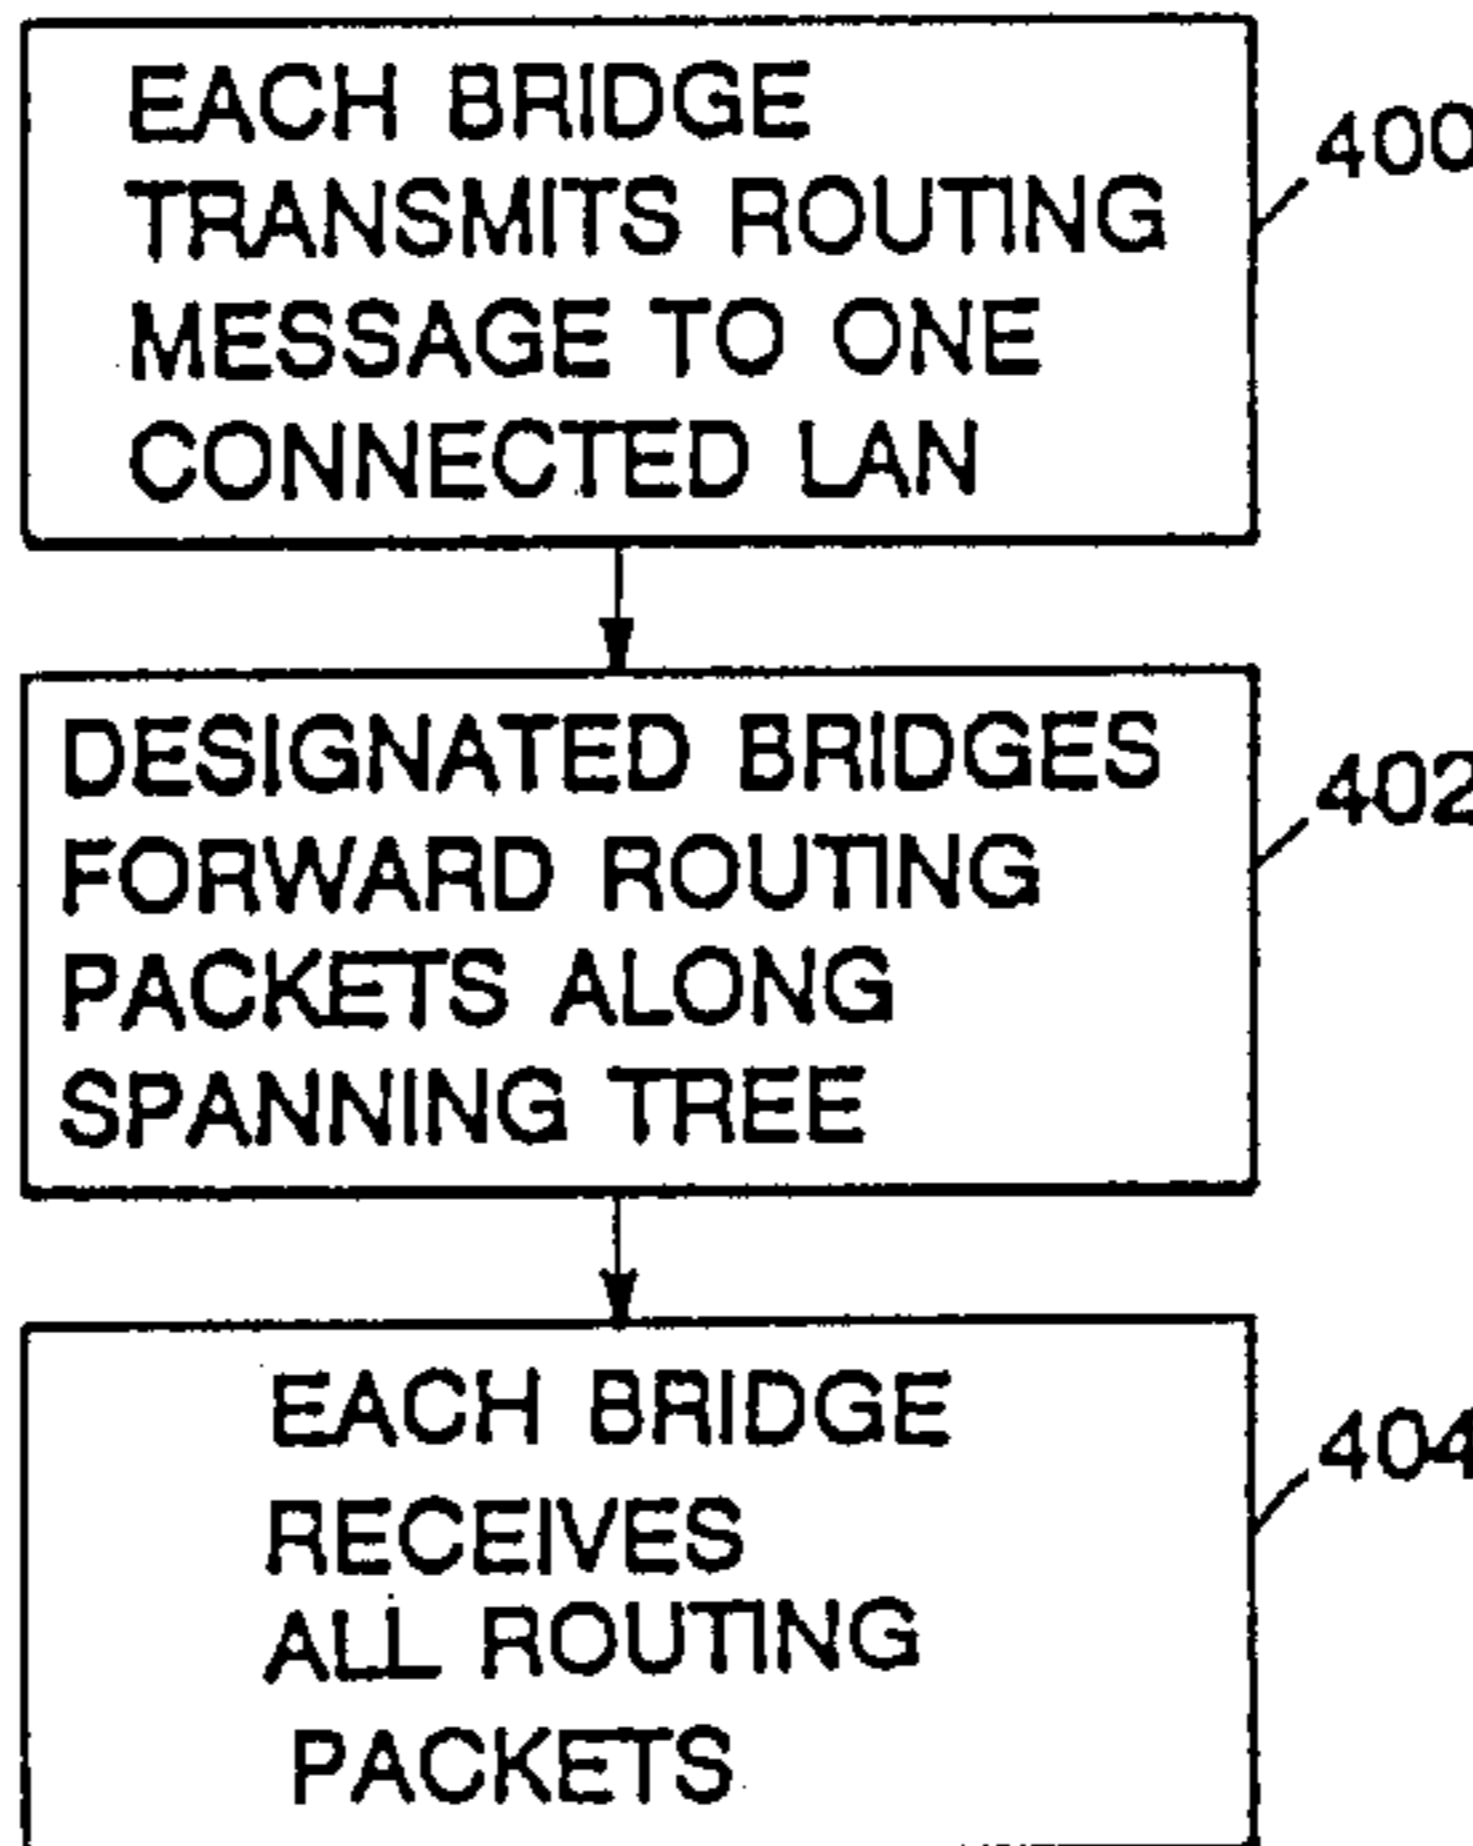 EACH BRIDGE
TRANSMITS ROUTING
MESSAGE TO ONE
CONNECTED LAN
400
DESIGNATED BRIDGES
FORWARD ROUTING
PACKETS ALONG
SPANNING TREE
402
EACH BRIDGE
RECEIVES
ALL ROUTING
PACKETS
404